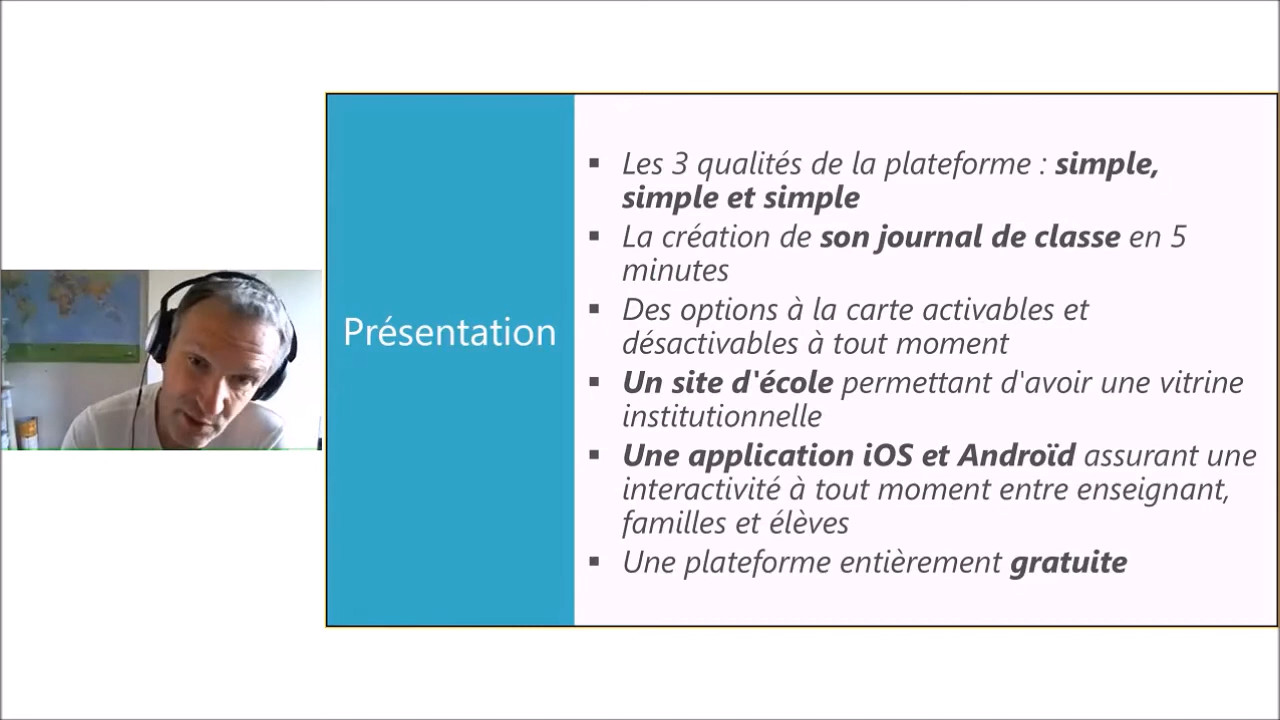 Présentation
Les 3 qualités de la plateforme : simple,
simple et simple
La création de son journal de classe en 5
minutes
Des options à la carte activables et
désactivables à tout moment
Un site d'école permettant d'avoir une vitrine
institutionnelle
Une application iOS et Androïd assurant une
interactivité à tout moment entre enseignant,
familles et élèves
Une plateforme entièrement gratuite